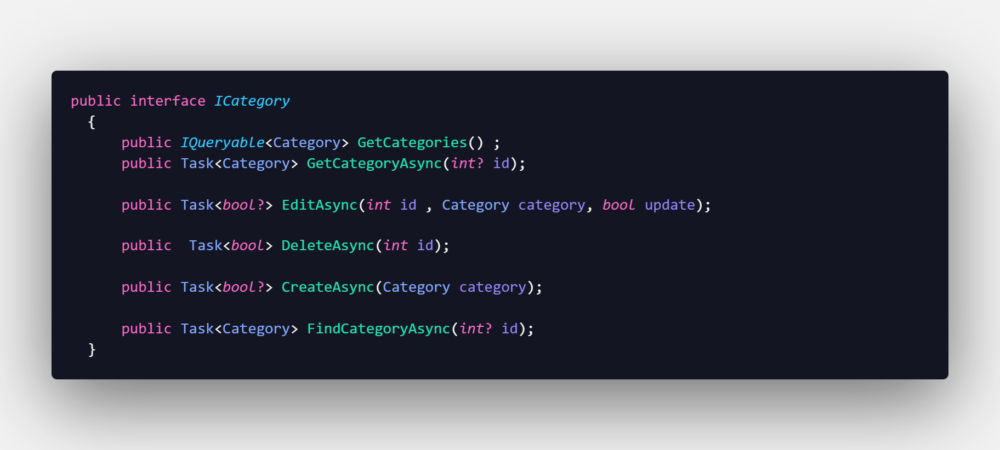 public interface ICategory
{
public IQueryable<Category> GetCategories() ;
public Task<Category> GetCategoryAsync(int? id);
public Task<bool?> EditAsync(int id , Category category, bool update);
public  Task<bool> DeleteAsync(int id);
public Task<bool?> CreateAsync(Category category);
public Task<Category> FindCategoryAsync(int? id);
}